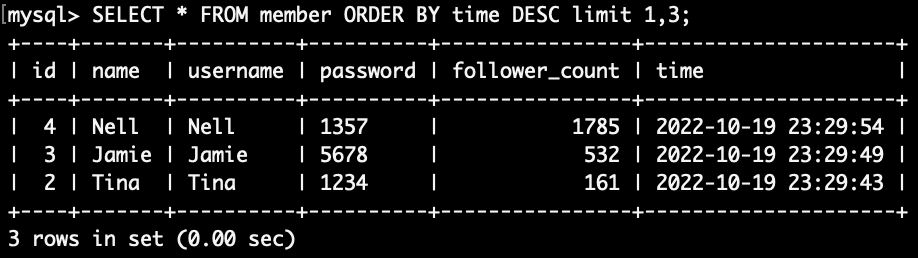 [mysql> SELECT * FROM member ORDER BY time DESC limit 1,3;
+----+-------+----------+----------+----------------+---------------------+
| id | name  | username | password | follower_count | time                |
+----+-------+----------+----------+----------------+---------------------+
|  4 | Nell  | Nell     | 1357     |           1785 | 2022-10-19 23:29:54 |
|  3 | Jamie | Jamie    | 5678     |            532 | 2022-10-19 23:29:49 |
|  2 | Tina  | Tina     | 1234     |            161 | 2022-10-19 23:29:43 |
+----+-------+----------+----------+----------------+---------------------+
3 rows in set (0.00 sec)